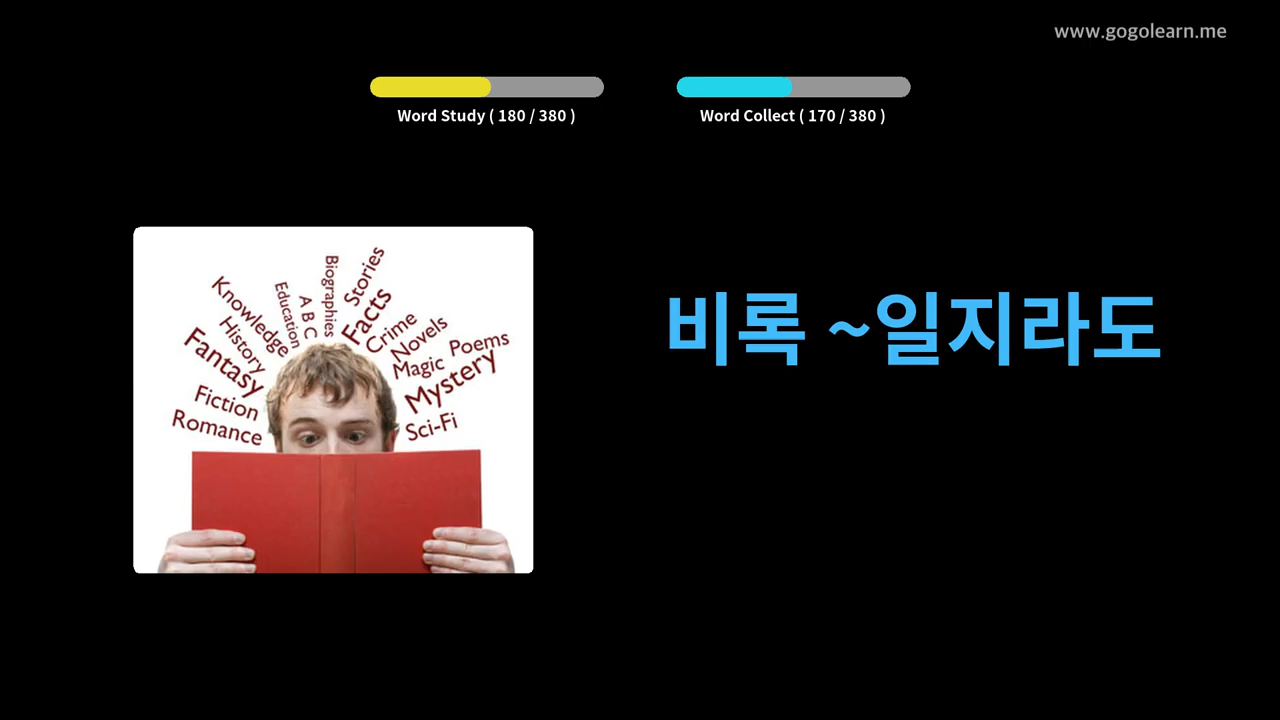 www.gogolearn.me
Word Study ( 180 / 380 )
Word Collect ( 170 / 380 )
비록 ~일지라도
Knowledge
Education
A B C
Biographies
Stories
Facts
Crime
Novels
Poems
Magic
Mystery
Sci-Fi
History
Fantasy
Fiction
Romance